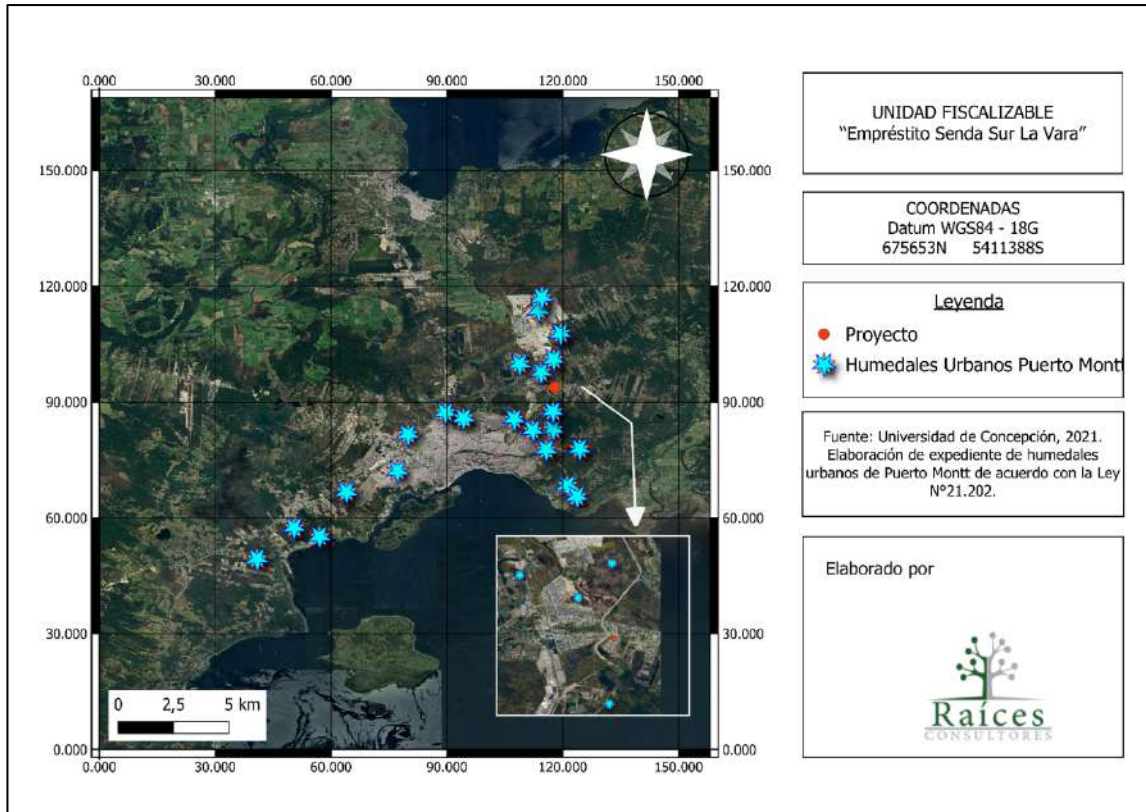 0.000 30.000 60.000 90.000 120.000 150.000
150.000 150.000
120.000 120.000
90.000 90.000
60.000 60.000
30.000 30.000
0.000 0.000
0.000 30.000 60.000 90.000 120.000 150.000
0 2,5 5 km
UNIDAD FISCALIZABLE
“Empréstito Senda Sur La Vara”
COORDENADAS
Datum WGS84 - 18G
675653N 5411388S
Leyenda
Proyecto
Humedales Urbanos Puerto Montt
Fuente: Universidad de Concepción, 2021.
Elaboración de expediente de humedales
urbanos de Puerto Montt de acuerdo con la Ley
N°21.202.
Elaborado por
Raíces
CONSULTORES